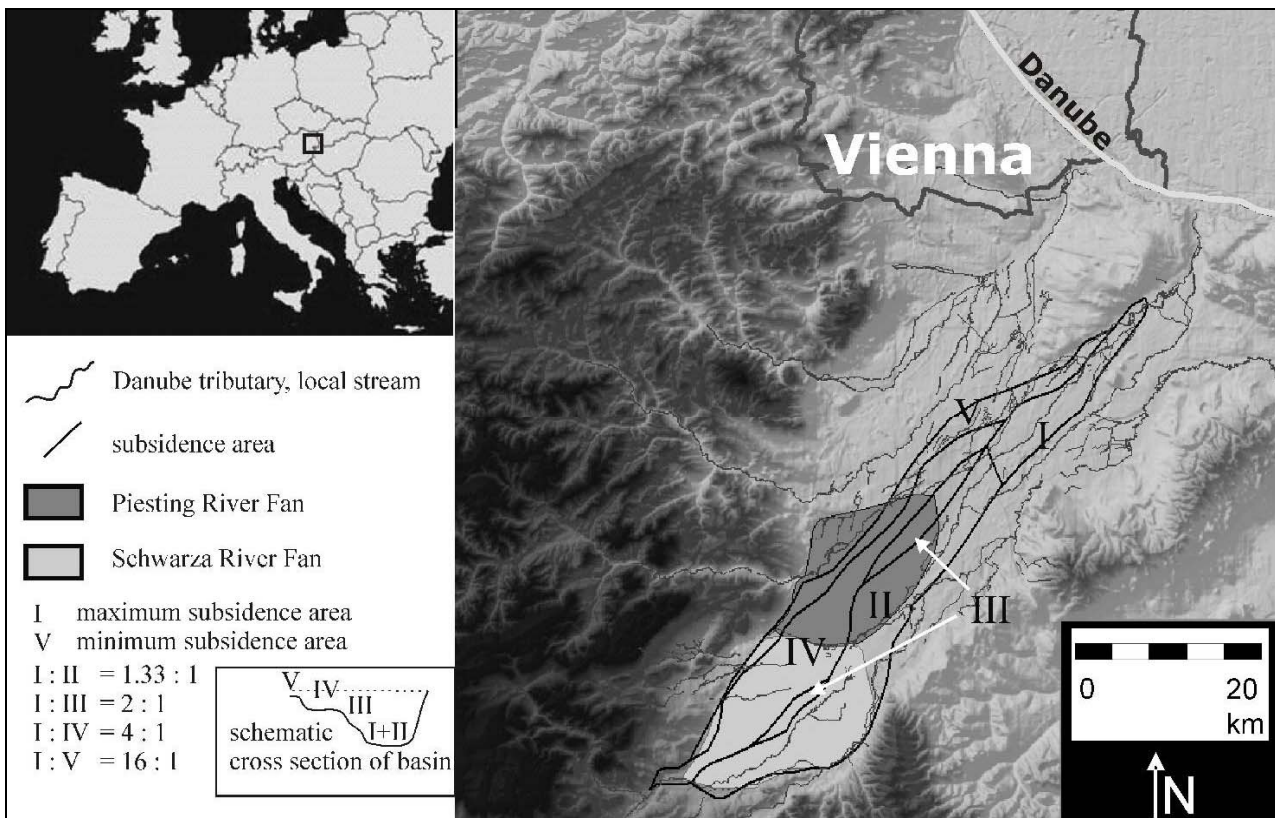 Danube tributary, local stream
subsidence area
Piesting River Fan
Schwarza River Fan
I maximum subsidence area
V minimum subsidence area
I : II = 1.33 : 1
I : III = 2 : 1
I : IV = 4 : 1
I : V = 16 : 1
V
IV
III
I+II
schematic
cross section of basin
Danube
Vienna
V
I
II
III
IV
0 20
km
N